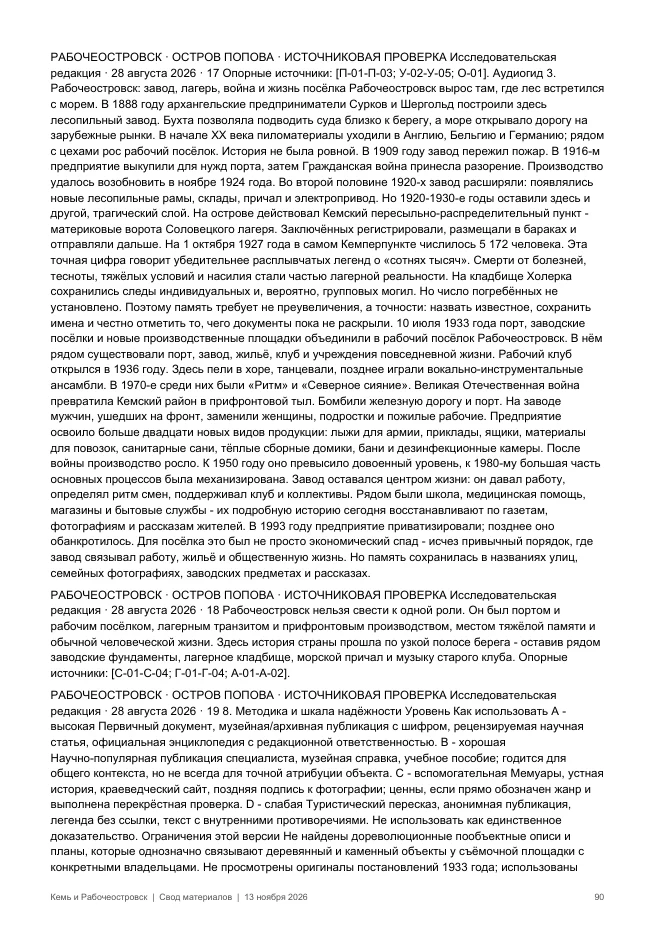 РАБОЧЕОСТРОВСК · ОСТРОВ ПОПОВА · ИСТОЧНИКОВАЯ ПРОВЕРКА Исследовательская
редакция · 28 августа 2026 · 17 Опорные источники: [П-01-П-03; У-02-У-05; О-01]. Аудиогид 3.
Рабочеостровск: завод, лагерь, война и жизнь посёлка Рабочеостровск вырос там, где лес встретился
с морем. В 1888 году архангельские предприниматели Сурков и Шергольд построили здесь
лесопильный завод. Бухта позволяла подводить суда близко к берегу, а море открывало дорогу на
зарубежные рынки. В начале XX века пиломатериалы уходили в Англию, Бельгию и Германию; рядом
с цехами рос рабочий посёлок. История не была ровной. В 1909 году завод пережил пожар. В 1916-м
предприятие выкупили для нужд порта, затем Гражданская война принесла разорение. Производство
удалось возобновить в ноябре 1924 года. Во второй половине 1920-х завод расширяли: появлялись
новые лесопильные рамы, склады, причал и электропривод. Но 1920-1930-е годы оставили здесь и
другой, трагический слой. На острове действовал Кемский пересыльно-распределительный пункт -
материковые ворота Соловецкого лагеря. Заключённых регистрировали, размещали в бараках и
отправляли дальше. На 1 октября 1927 года в самом Кемперпункте числилось 5 172 человека. Эта
точная цифра говорит убедительнее расплывчатых легенд о «сотнях тысяч». Смерти от болезней,
тесноты, тяжёлых условий и насилия стали частью лагерной реальности. На кладбище Холерка
сохранились следы индивидуальных и, вероятно, групповых могил. Но число погребённых не
установлено. Поэтому память требует не преувеличения, а точности: назвать известное, сохранить
имена и честно отметить то, чего документы пока не раскрыли. 10 июля 1933 года порт, заводские
посёлки и новые производственные площадки объединили в рабочий посёлок Рабочеостровск. В нём
рядом существовали порт, завод, жильё, клуб и учреждения повседневной жизни. Рабочий клуб
открылся в 1936 году. Здесь пели в хоре, танцевали, позднее играли вокально-инструментальные
ансамбли. В 1970-е среди них были «Ритм» и «Северное сияние». Великая Отечественная война
превратила Кемский район в прифронтовой тыл. Бомбили железную дорогу и порт. На заводе
мужчин, ушедших на фронт, заменили женщины, подростки и пожилые рабочие. Предприятие
освоило больше двадцати новых видов продукции: лыжи для армии, приклады, ящики, материалы
для повозок, санитарные сани, тёплые сборные домики, бани и дезинфекционные камеры. После
войны производство росло. К 1950 году оно превысило довоенный уровень, к 1980-му большая часть
основных процессов была механизирована. Завод оставался центром жизни: он давал работу,
определял ритм смен, поддерживал клуб и коллективы. Рядом были школа, медицинская помощь,
магазины и бытовые службы - их подробную историю сегодня восстанавливают по газетам,
фотографиям и рассказам жителей. В 1993 году предприятие приватизировали; позднее оно
обанкротилось. Для посёлка это был не просто экономический спад - исчез привычный порядок, где
завод связывал работу, жильё и общественную жизнь. Но память сохранилась в названиях улиц,
семейных фотографиях, заводских предметах и рассказах.
РАБОЧЕОСТРОВСК · ОСТРОВ ПОПОВА · ИСТОЧНИКОВАЯ ПРОВЕРКА Исследовательская
редакция · 28 августа 2026 · 18 Рабочеостровск нельзя свести к одной роли. Он был портом и
рабочим посёлком, лагерным транзитом и прифронтовым производством, местом тяжёлой памяти и
обычной человеческой жизни. Здесь история страны прошла по узкой полосе берега - оставив рядом
заводские фундаменты, лагерное кладбище, морской причал и музыку старого клуба. Опорные
источники: [С-01-С-04; Г-01-Г-04; А-01-А-02].
РАБОЧЕОСТРОВСК · ОСТРОВ ПОПОВА · ИСТОЧНИКОВАЯ ПРОВЕРКА Исследовательская
редакция · 28 августа 2026 · 19 8. Методика и шкала надёжности Уровень Как использовать A -
высокая Первичный документ, музейная/архивная публикация с шифром, рецензируемая научная
статья, официальная энциклопедия с редакционной ответственностью. B - хорошая
Научно-популярная публикация специалиста, музейная справка, учебное пособие; годится для
общего контекста, но не всегда для точной атрибуции объекта. C - вспомогательная Мемуары, устная
история, краеведческий сайт, поздняя подпись к фотографии; ценны, если прямо обозначен жанр и
выполнена перекрёстная проверка. D - слабая Туристический пересказ, анонимная публикация,
легенда без ссылки, текст с внутренними противоречиями. Не использовать как единственное
доказательство. Ограничения этой версии Не найдены дореволюционные пообъектные описи и
планы, которые однозначно связывают деревянный и каменный объекты у съёмочной площадки с
конкретными владельцами. Не просмотрены оригиналы постановлений 1933 года; использованы
Кемь и Рабочеостровск | Свод материалов | 13 ноября 2026
90